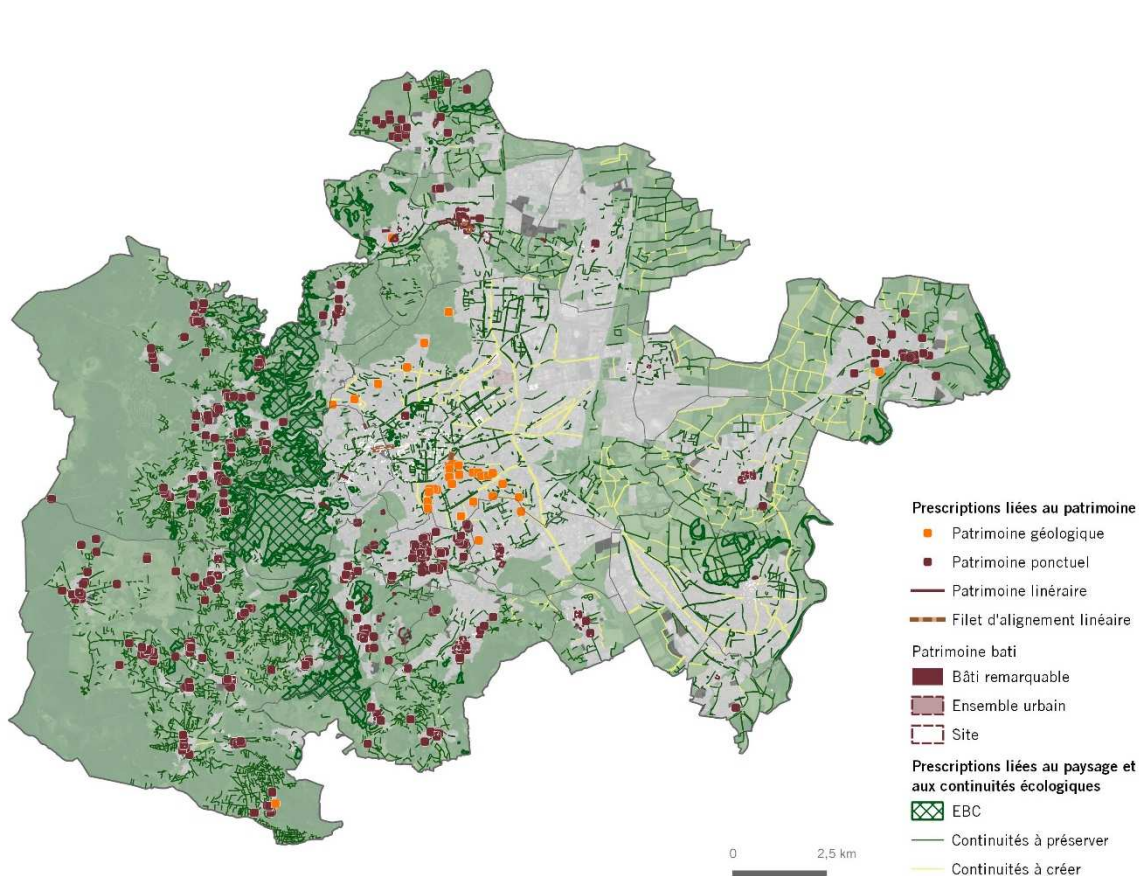 Prescriptions liées au patrimoine
Patrimoine géologique
Patrimoine ponctuel
Patrimoine linéraire
Filet d'alignement linéaire
Patrimoine bati
Bâti remarquable
Ensemble urbain
Site
Prescriptions liées au paysage et
aux continuités écologiques
EBC
Continuités à préserver
Continuités à créer
0 2,5 km